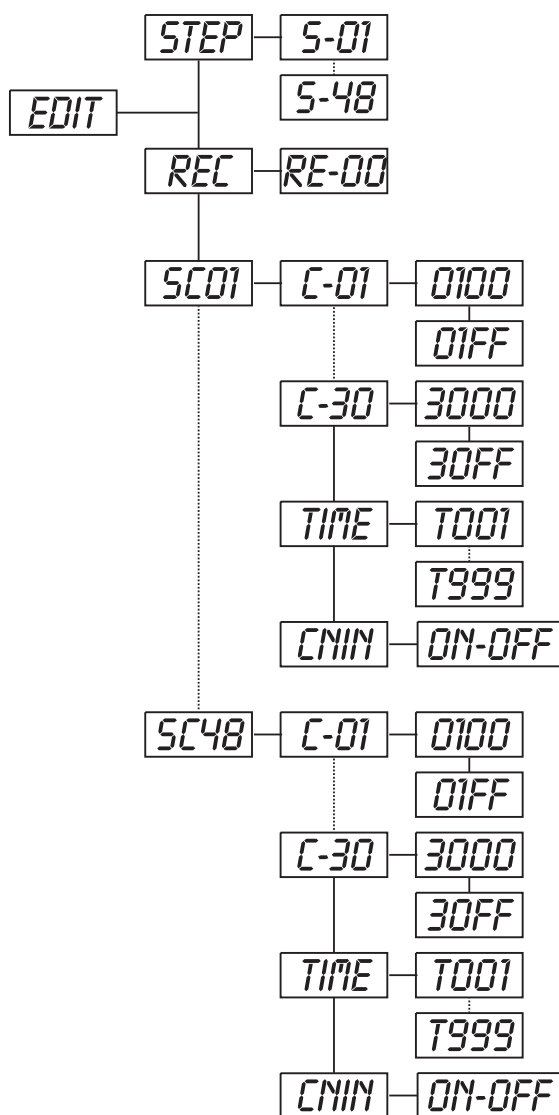 STEP S-01
S-48
EDIT
REC RE-00
SC01 C-01 0100
01FF
C-30 3000
30FF
TIME T001
T999
CNIN ON-OFF
SC48 C-01 0100
01FF
C-30 3000
30FF
TIME T001
T999
CNIN ON-OFF